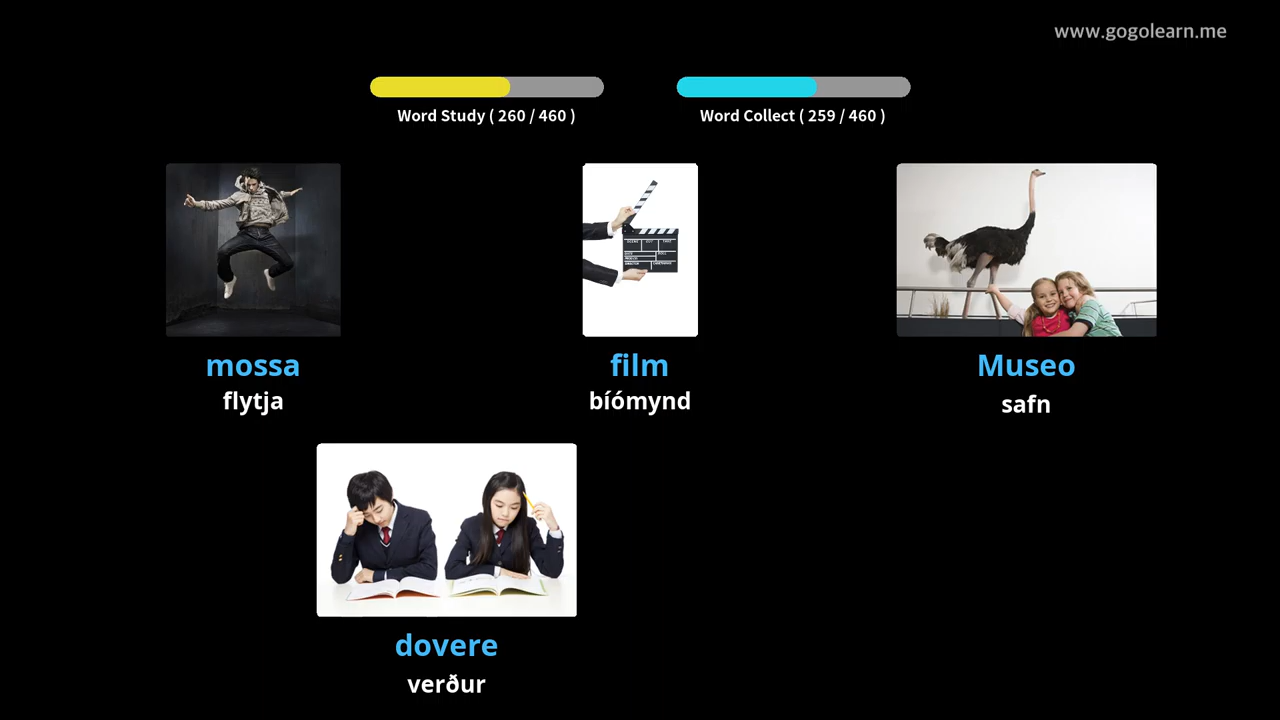 www.gogolearn.me
Word Study ( 260 / 460 )
Word Collect ( 259 / 460 )
mossa
flytja
film
bíómynd
Museo
safn
dovere
verður